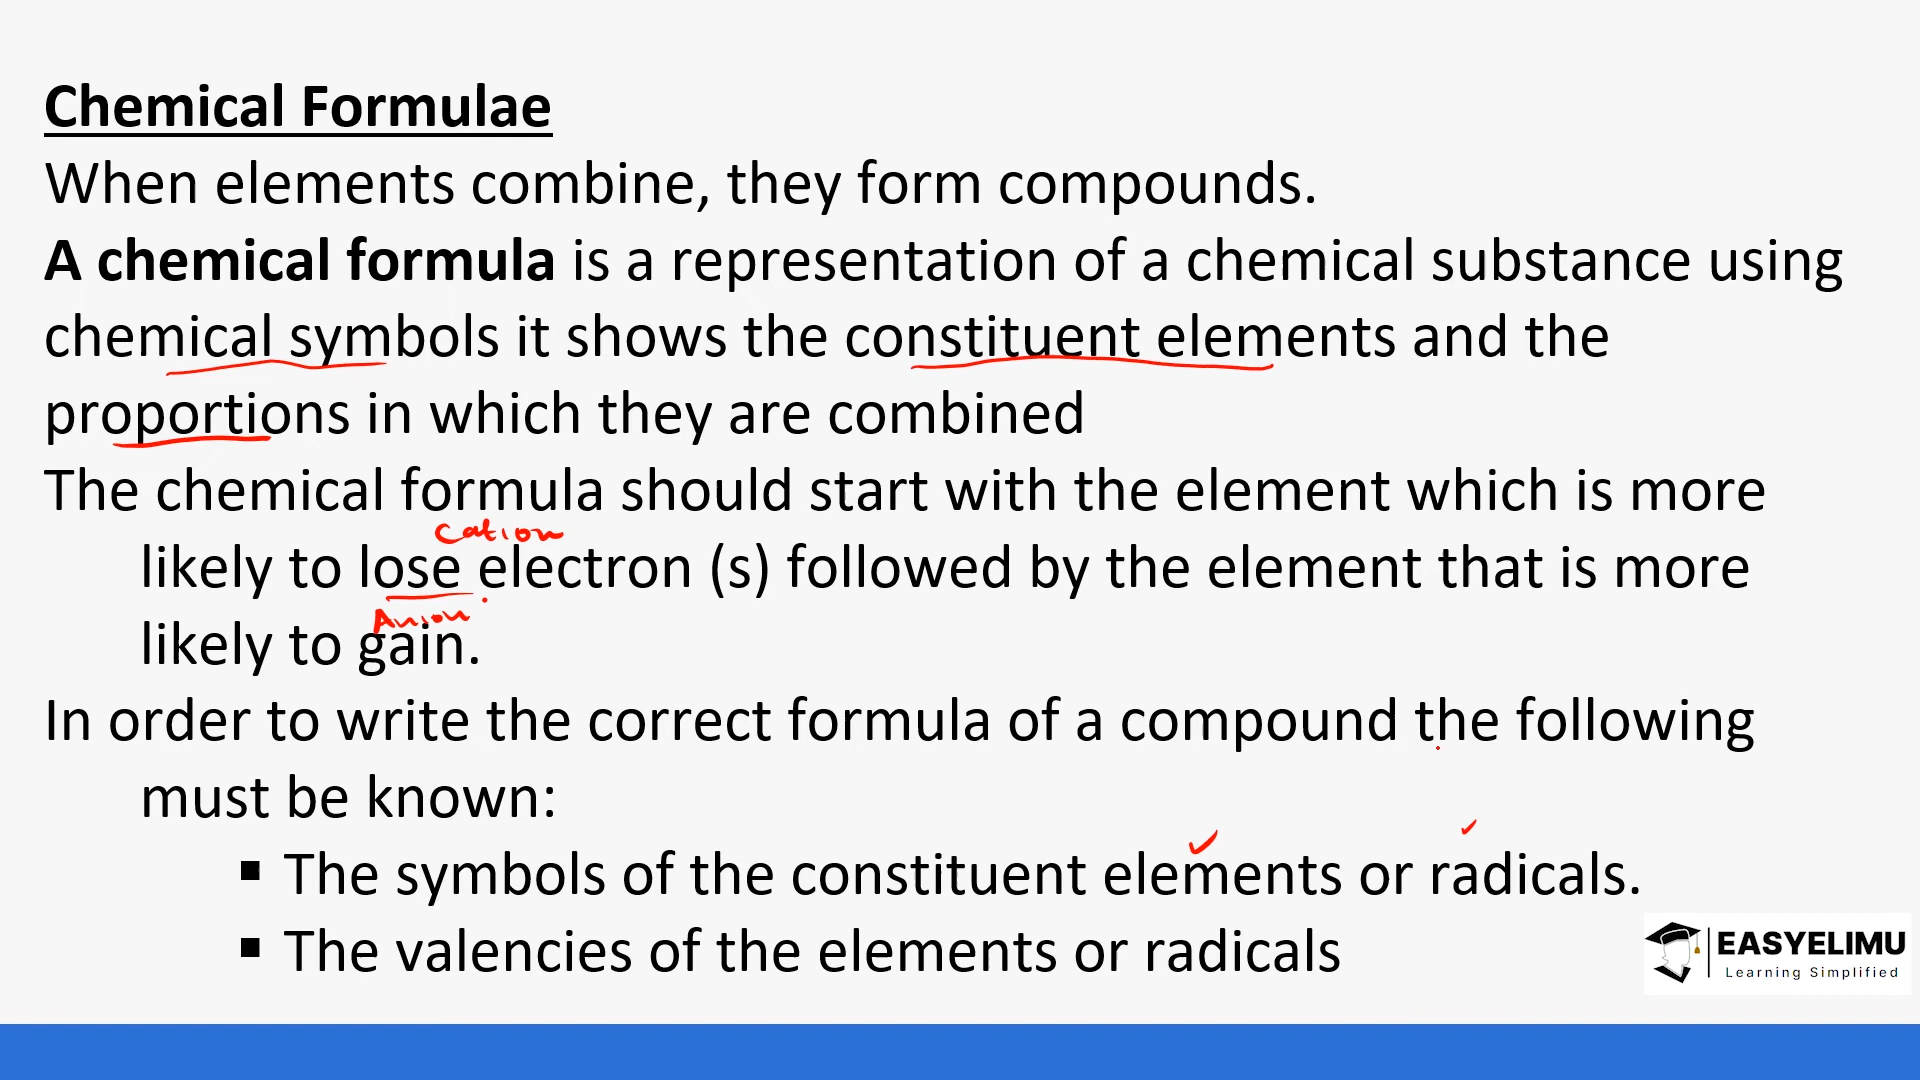 Chemical Formulae
When elements combine, they form compounds.
A chemical formula is a representation of a chemical substance using
chemical symbols it shows the constituent elements and the
proportions in which they are combined
The chemical formula should start with the element which is more
Cation
likely to lose electron (s) followed by the element that is more
Anion
likely to gain.
In order to write the correct formula of a compound the following
must be known:
▪ The symbols of the constituent elements or radicals.
▪ The valencies of the elements or radicals
EASYELIMU
Learning Simplified